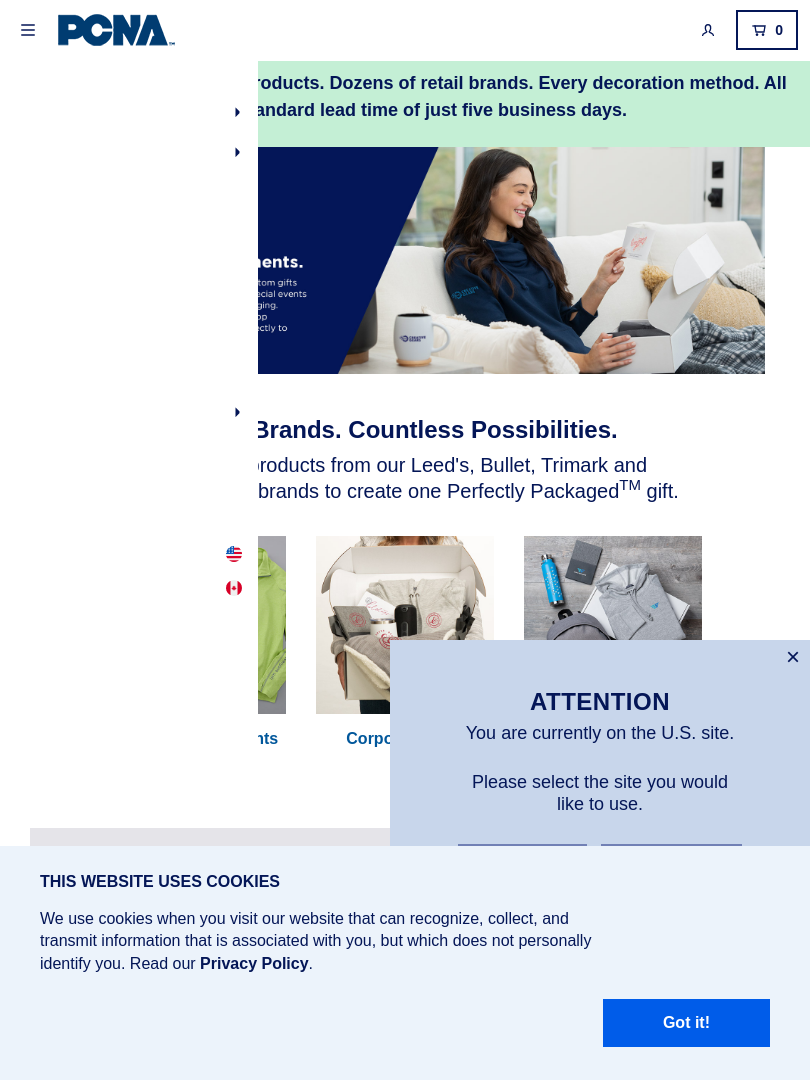 PCNA
0
roducts. Dozens of retail brands. Every decoration method. All
andard lead time of just five business days.
ents.
tom gifts
ecial events
ging.
op
ectly to
Brands. Countless Possibilities.
products from our Leed's, Bullet, Trimark and
brands to create one Perfectly Packaged™ gift.
nts
Corpo
ATTENTION
You are currently on the U.S. site.
Please select the site you would
like to use.
THIS WEBSITE USES COOKIES
We use cookies when you visit our website that can recognize, collect, and
transmit information that is associated with you, but which does not personally
identify you. Read our Privacy Policy.
Got it!